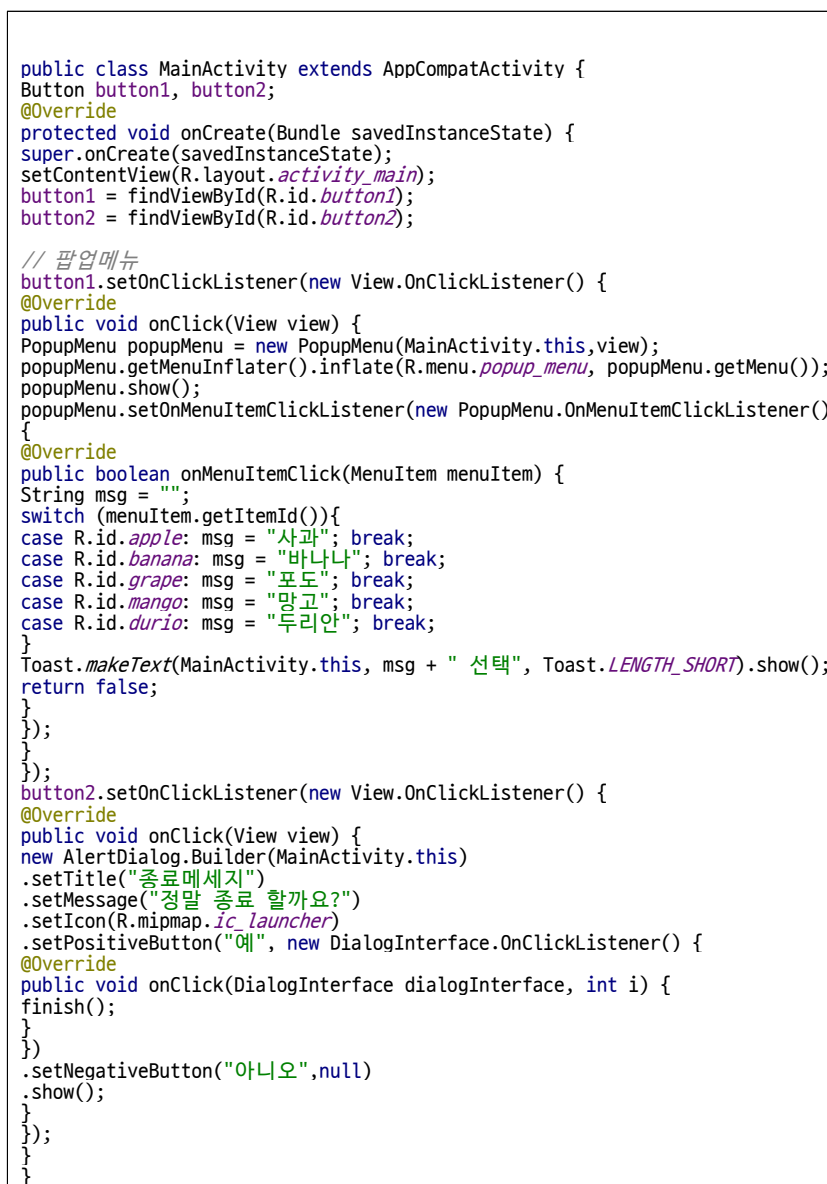 public class MainActivity extends AppCompatActivity {
Button button1, button2;
@Override
protected void onCreate(Bundle savedInstanceState) {
super.onCreate(savedInstanceState);
setContentView(R.layout.activity_main);
button1 = findViewById(R.id.button1);
button2 = findViewById(R.id.button2);
// 팝업메뉴
button1.setOnClickListener(new View.OnClickListener() {
@Override
public void onClick(View view) {
PopupMenu popupMenu = new PopupMenu(MainActivity.this,view);
popupMenu.getMenuInflater().inflate(R.menu.popup_menu, popupMenu.getMenu());
popupMenu.show();
popupMenu.setOnMenuItemClickListener(new PopupMenu.OnMenuItemClickListener()
{
@Override
public boolean onMenuItemClick(MenuItem menuItem) {
String msg = "";
switch (menuItem.getItemId()){
case R.id.apple: msg = "사과"; break;
case R.id.banana: msg = "바나나"; break;
case R.id.grape: msg = "포도"; break;
case R.id.mango: msg = "망고"; break;
case R.id.durio: msg = "두리안"; break;
}
Toast.makeText(MainActivity.this, msg + " 선택", Toast.LENGTH_SHORT).show();
return false;
}
});
}
});
button2.setOnClickListener(new View.OnClickListener() {
@Override
public void onClick(View view) {
new AlertDialog.Builder(MainActivity.this)
.setTitle("종료메세지")
.setMessage("정말 종료 할까요?")
.setIcon(R.mipmap.ic_launcher)
.setPositiveButton("예", new DialogInterface.OnClickListener() {
@Override
public void onClick(DialogInterface dialogInterface, int i) {
finish();
}
})
.setNegativeButton("아니오",null)
.show();
}
});
}
}